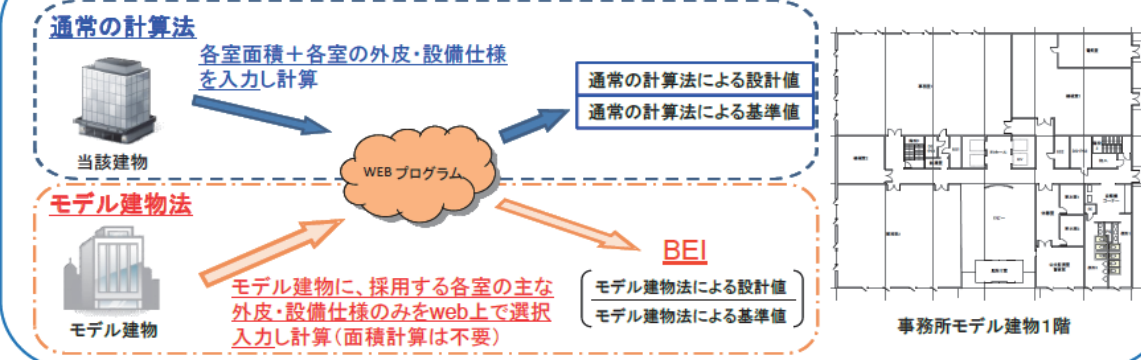 通常の計算法
各室面積+各室の外皮・設備仕様
を入力し計算
当該建物
WEB プログラム
通常の計算法による設計値
通常の計算法による基準値
モデル建物法
モデル建物
モデル建物に、採用する各室の主な
外皮・設備仕様のみをweb上で選択
入力し計算(面積計算は不要)
BEI
モデル建物法による設計値
モデル建物法による基準値
ロビー
事務所モデル建物1階